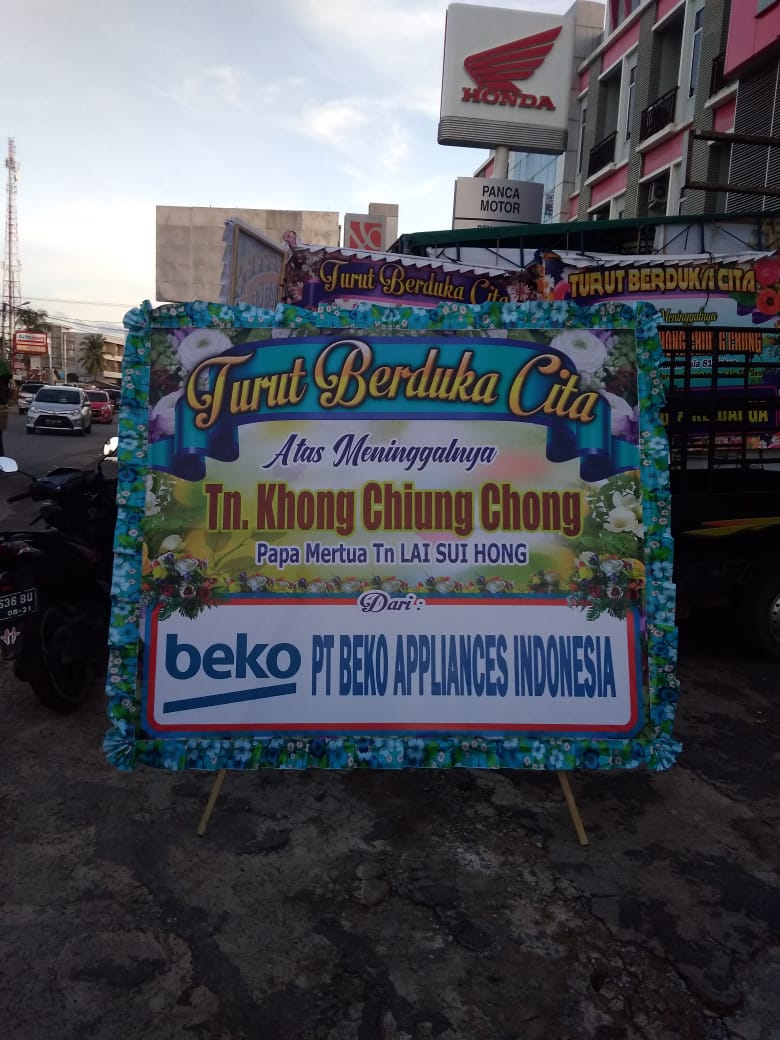 HONDA
PANCA
MOTOR
Turut Berduka Cita
TURUT BERDUKA CITA
Meninggalnya
Turut Berduka Cita
Atas Meninggalnya
Tn. Khong Chiung Chong
Papa Mertua Tn LAI SUI HONG
Dari :
beko PT BEKO APPLIANCES INDONESIA